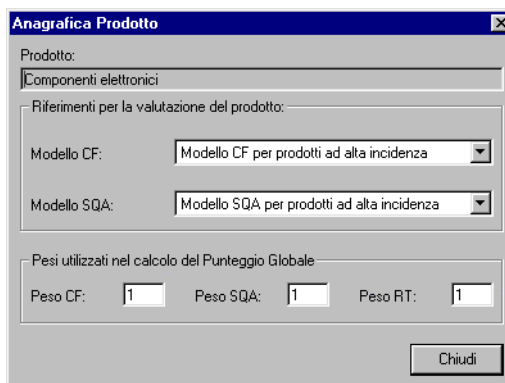 Anagrafica Prodotto
Prodotto:
Componenti elettronici
Riferimenti per la valutazione del prodotto:
Modello CF: Modello CF per prodotti ad alta incidenza
Modello SQA: Modello SQA per prodotti ad alta incidenza
Pesi utilizzati nel calcolo del Punteggio Globale
Peso CF: 1 Peso SQA: 1 Peso RT: 1
Chiudi